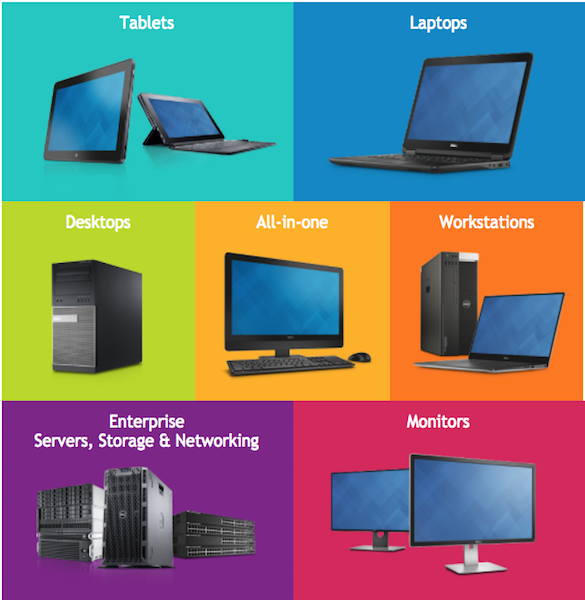 Tablets
Laptops
Desktops
All-in-one
Workstations
Enterprise
Servers, Storage & Networking
Monitors